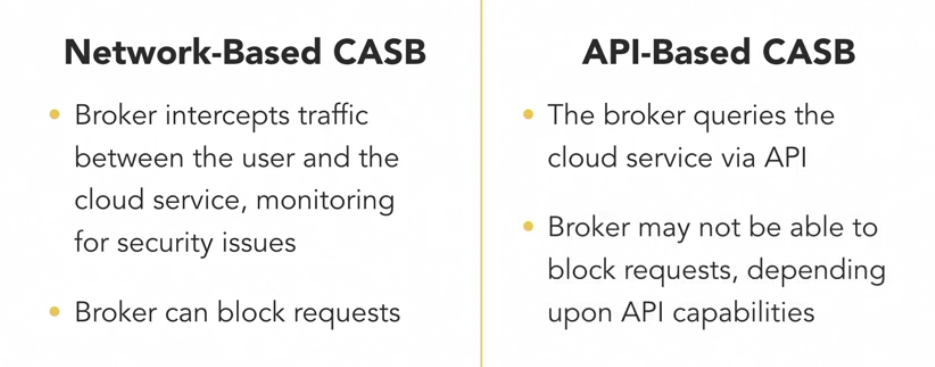 Network-Based CASB
• Broker intercepts traffic
between the user and the
cloud service, monitoring
for security issues
• Broker can block requests
API-Based CASB
• The broker queries the
cloud service via API
• Broker may not be able to
block requests, depending
upon API capabilities